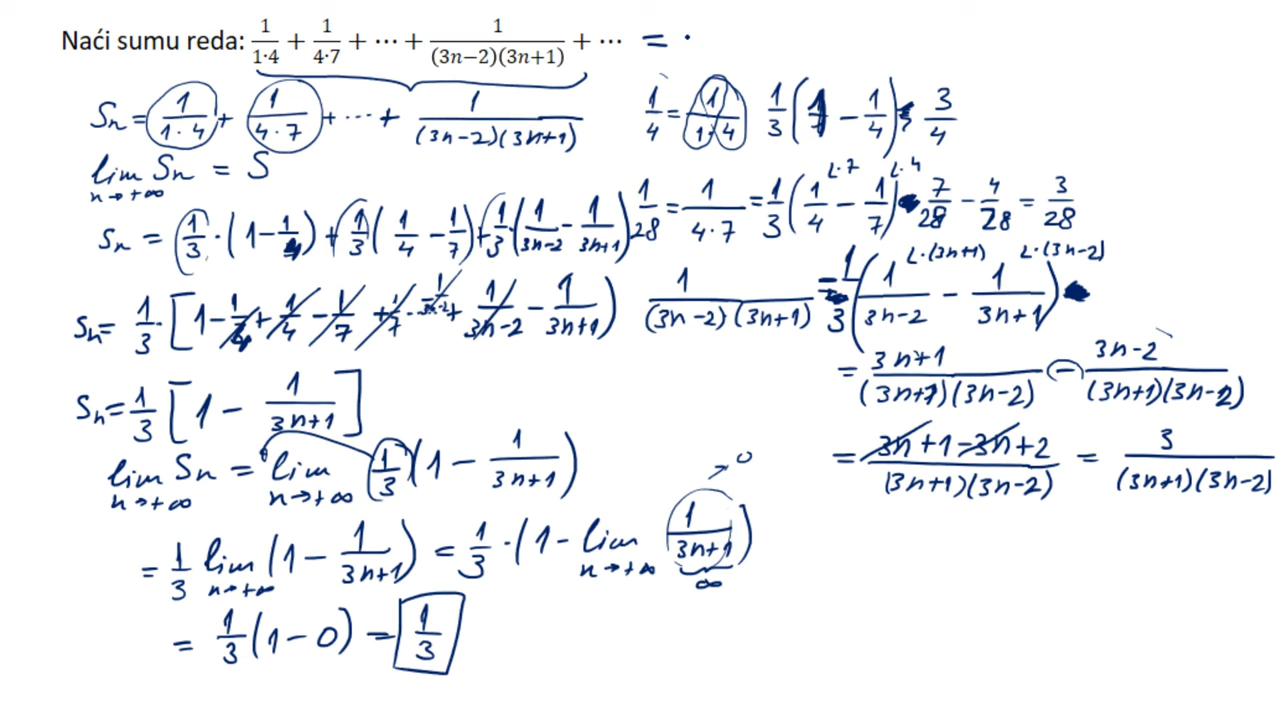 Naći sumu reda: 1/(1·4) + 1/(4·7) + ⋯ + 1/((3n−2)(3n+1)) + ⋯ = ·
Sn = 1/(1·4) + 1/(4·7) + ... + 1/((3n-2)(3n+1))
1/4 = 1/(1·4) 1/3 (1 - 1/4) 3/4
lim n→+∞ Sn = S
Sn = 1/3 · (1 - 1/4) + 1/3 (1/4 - 1/7) + 1/3 · (1/(3n-2) - 1/(3n+1))
1/28 = 1/(4·7) = 1/3 (1/4 - 1/7) 7/28 - 4/28 = 3/28
Sn = 1/3 · [1 - 1/4 + 1/4 - 1/7 + 1/7 - 1/(3n-2) + 1/(3n-2) - 1/(3n+1))
1/((3n-2)(3n+1)) = 1/3 (1/(3n-2) - 1/(3n+1))
= (3n+1)/((3n+1)(3n-2)) - (3n-2)/((3n+1)(3n-2))
Sn = 1/3 [1 - 1/(3n+1)]
= (3n+1-3n+2)/((3n+1)(3n-2)) = 3/((3n+1)(3n-2))
lim n→+∞ Sn = lim n→+∞ 1/3 (1 - 1/(3n+1))
= 1/3 lim n→+∞ (1 - 1/(3n+1)) = 1/3 · (1 - lim n→+∞ 1/(3n+1)) → 0
∞
= 1/3 (1 - 0) = 1/3